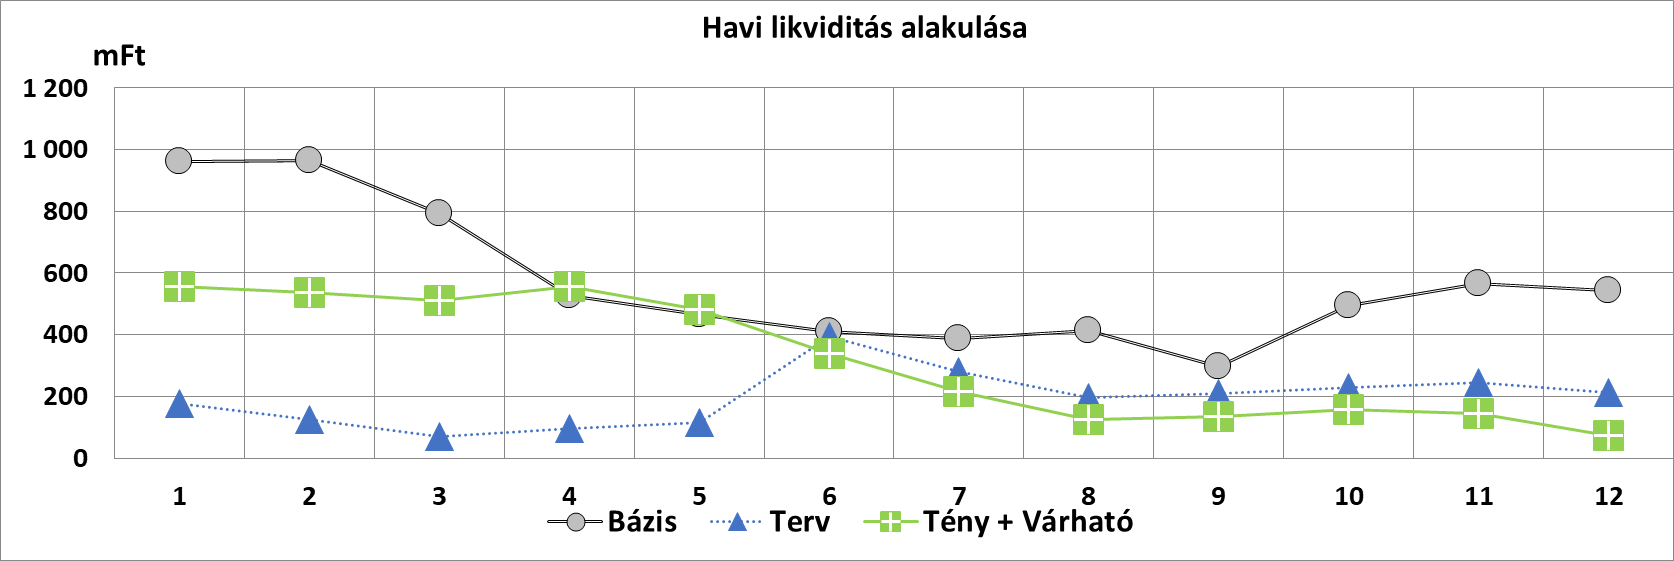 Havi likviditás alakulása
mFt
1 200
1 000
800
600
400
200
0
1 2 3 4 5 6 7 8 9 10 11 12
Bázis Terv Tény + Várható